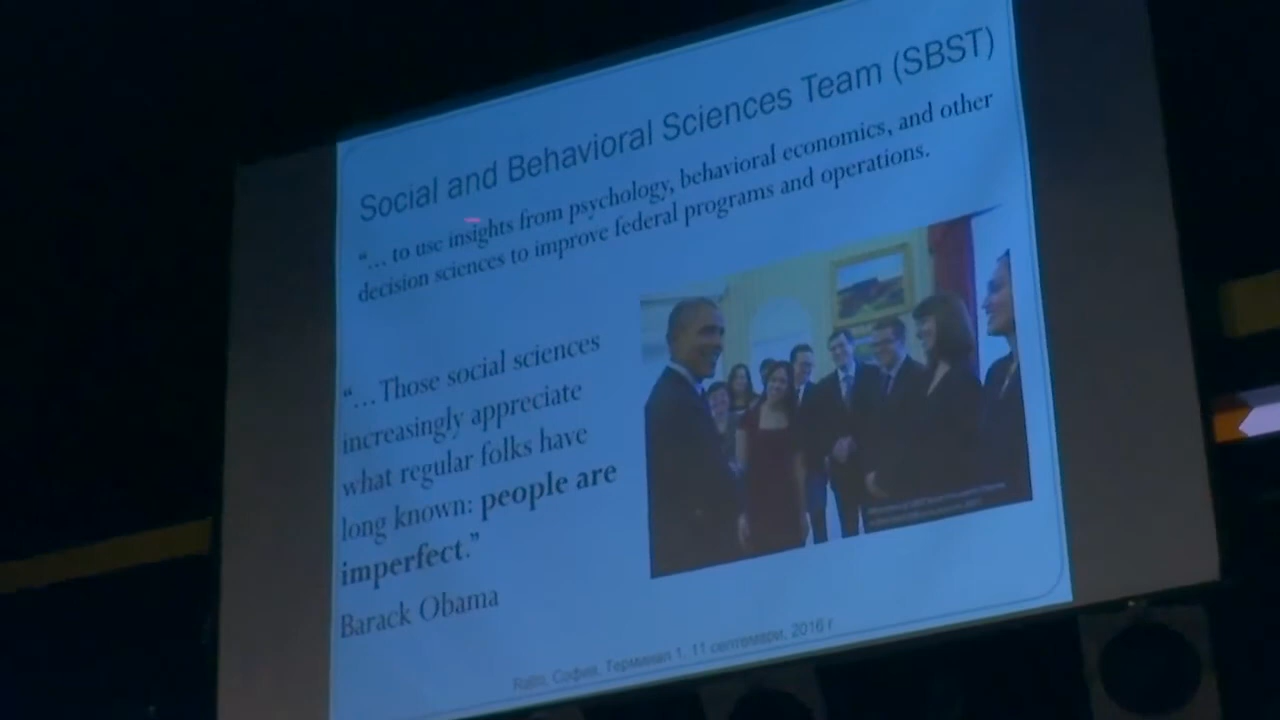 Social and Behavioral Sciences Team (SBST)
“… to use insights from psychology, behavioral economics, and other
decision sciences to improve federal programs and operations.
“…Those social sciences
increasingly appreciate
what regular folks have
long known: people are
imperfect.”
Barack Obama
Ratio, София, Терминал 1, 11 септември, 2016 г